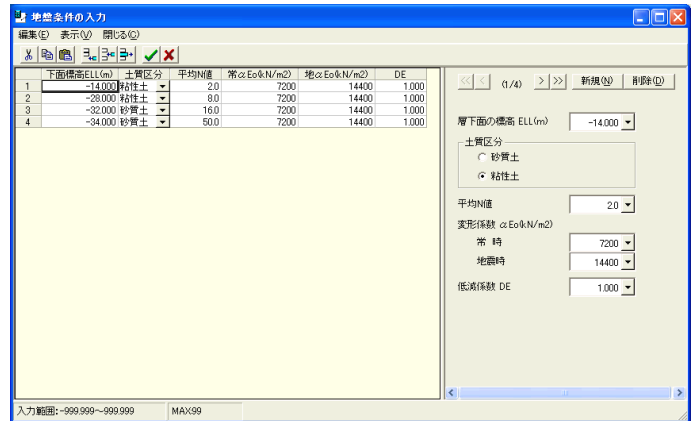 地盤条件の入力
編集(E) 表示(V) 閉じる(C)
下面標高ELL(m) 土質区分 平均N値 常αEo(kN/m2) 地αEo(kN/m2) DE
1 -14.000 粘性土 2.0 7200 14400 1.000
2 -28.000 粘性土 8.0 7200 14400 1.000
3 -32.000 砂質土 16.0 7200 14400 1.000
4 -34.000 砂質土 50.0 7200 14400 1.000
<< < (1/4) > >> 新規(N) 削除(D)
層下面の標高 ELL(m) -14.000
土質区分
砂質土
粘性土
平均N値 2.0
変形係数 αEo(kN/m2)
常 時 7200
地震時 14400
低減係数 DE 1.000
入力範囲:-999.999~999.999 MAX99